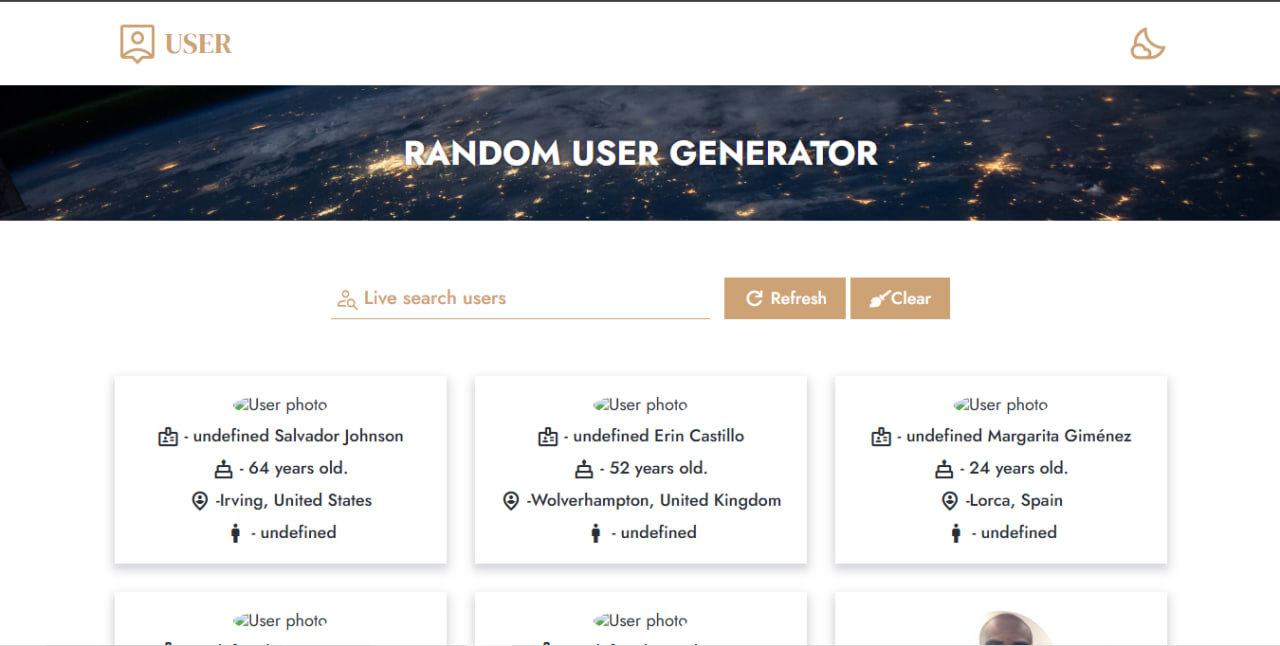 USER
RANDOM USER GENERATOR
Live search users
Refresh
Clear
User photo
- undefined Salvador Johnson
- 64 years old.
-Irving, United States
- undefined
User photo
- undefined Erin Castillo
- 52 years old.
-Wolverhampton, United Kingdom
- undefined
User photo
- undefined Margarita Giménez
- 24 years old.
-Lorca, Spain
- undefined
User photo
User photo